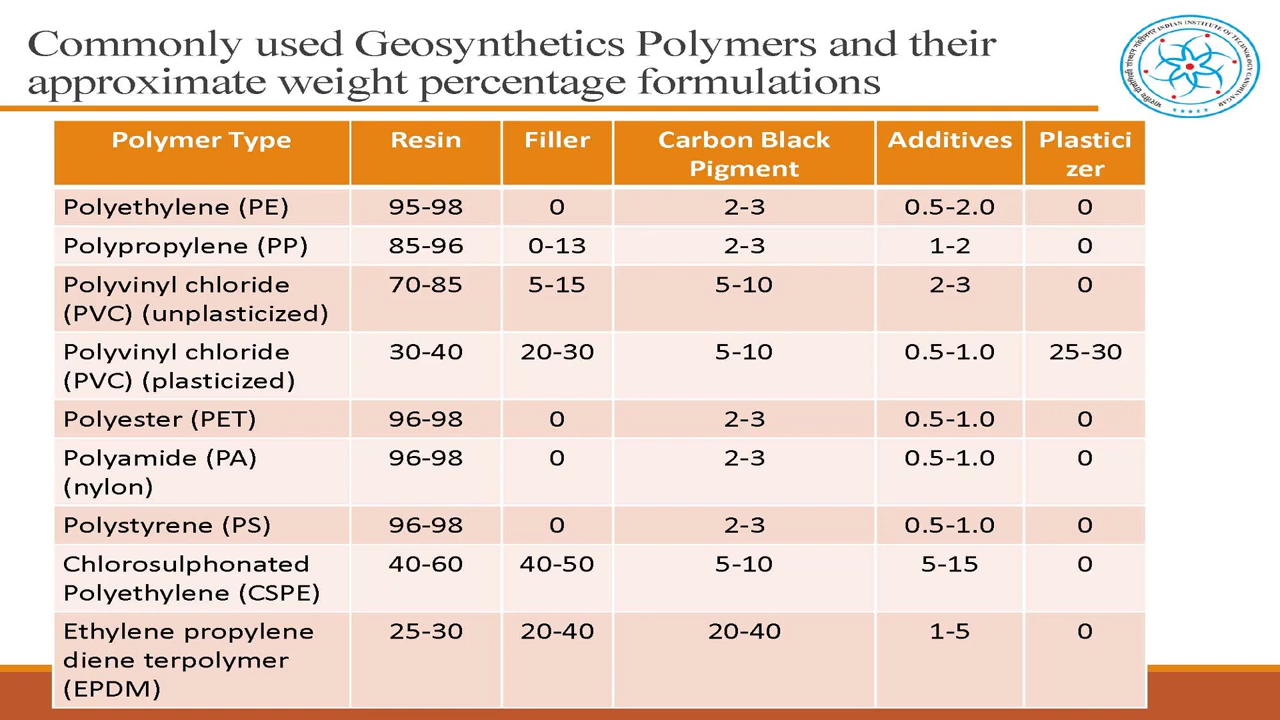 Commonly used Geosynthetics Polymers and their
approximate weight percentage formulations
भारतीय प्रौद्योगिकी संस्थान गांधीनगर INDIAN INSTITUTE OF TECHNOLOGY GANDHINAGAR
Polymer Type Resin Filler Carbon Black Additives Plastici
Pigment zer
Polyethylene (PE) 95-98 0 2-3 0.5-2.0 0
Polypropylene (PP) 85-96 0-13 2-3 1-2 0
Polyvinyl chloride 70-85 5-15 5-10 2-3 0
(PVC) (unplasticized)
Polyvinyl chloride 30-40 20-30 5-10 0.5-1.0 25-30
(PVC) (plasticized)
Polyester (PET) 96-98 0 2-3 0.5-1.0 0
Polyamide (PA) 96-98 0 2-3 0.5-1.0 0
(nylon)
Polystyrene (PS) 96-98 0 2-3 0.5-1.0 0
Chlorosulphonated 40-60 40-50 5-10 5-15 0
Polyethylene (CSPE)
Ethylene propylene 25-30 20-40 20-40 1-5 0
diene terpolymer
(EPDM)